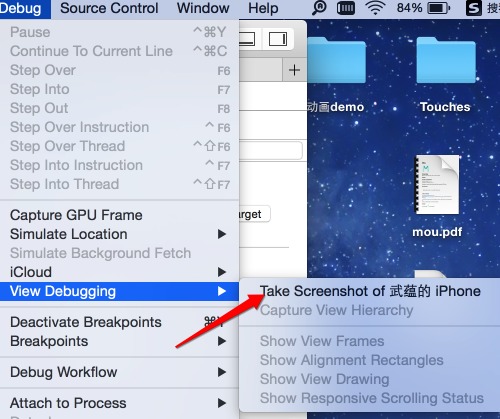 Debug Source Control Window Help 84%
Pause ⌃⌘Y
Continue To Current Line ⌃⌘C
Step Over F6
Step Into F7
Step Out F8
Step Over Instruction ⌃F6
Step Over Thread ⌃⇧F6
Step Into Instruction ⌃F7
Step Into Thread ⌃⇧F7
Capture GPU Frame
Simulate Location
Simulate Background Fetch
iCloud
View Debugging
Deactivate Breakpoints
Breakpoints
Debug Workflow
Attach to Process
arget
动画demo
Touches
mou.pdf
Take Screenshot of 武蕴的 iPhone
Capture View Hierarchy
Show View Frames
Show Alignment Rectangles
Show View Drawing
Show Responsive Scrolling Status